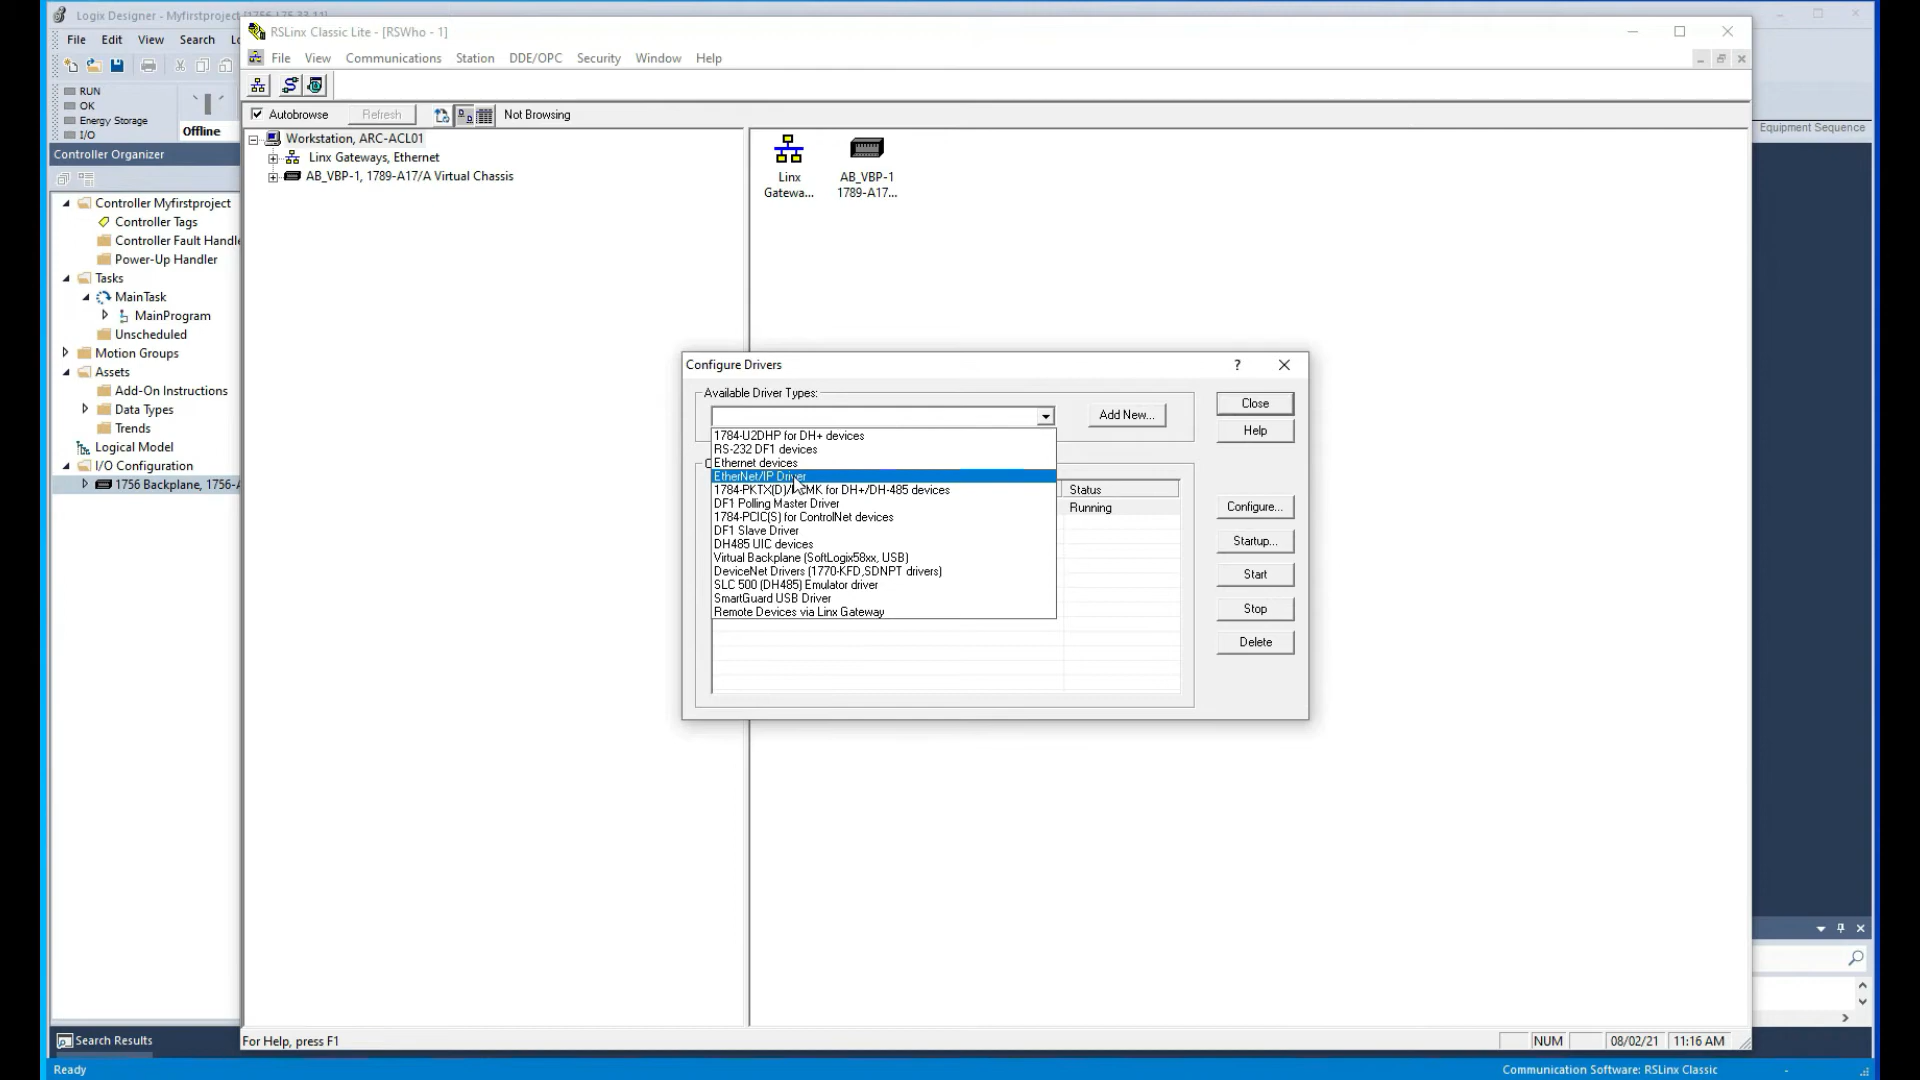 Logix Designer - Myfirstproject [1756-L75 33.11]
File Edit View Search
RUN
OK
Energy Storage
I/O
Offline
Controller Organizer
Controller Myfirstproject
Controller Tags
Controller Fault Handle
Power-Up Handler
Tasks
MainTask
MainProgram
Unscheduled
Motion Groups
Assets
Add-On Instructions
Data Types
Trends
Logical Model
I/O Configuration
1756 Backplane, 1756-A
Search Results
Ready
RSLinx Classic Lite - [RSWho - 1]
File View Communications Station DDE/OPC Security Window Help
Autobrowse Refresh Not Browsing
Workstation, ARC-ACL01
Linx Gateways, Ethernet
AB_VBP-1, 1789-A17/A Virtual Chassis
Linx
Gatewa...
AB_VBP-1
1789-A17...
Configure Drivers ?
Available Driver Types:
Add New...
Close
Help
1784-U2DHP for DH+ devices
RS-232 DF1 devices
Ethernet devices
EtherNet/IP Driver
for DH+/DH-485 devices
DF1 Polling Master Driver
1784-PCIC(S) for ControlNet devices
DF1 Slave Driver
DH485 UIC devices
Virtual Backplane (SoftLogix58xx, USB)
DeviceNet Drivers (1770-KFD,SDNPT drivers)
SLC 500 (DH485) Emulator driver
SmartGuard USB Driver
Remote Devices via Linx Gateway
Status
Running
Configure...
Startup...
Start
Stop
Delete
For Help, press F1
NUM 08/02/21 11:16 AM
Equipment Sequence
Communication Software: RSLinx Classic